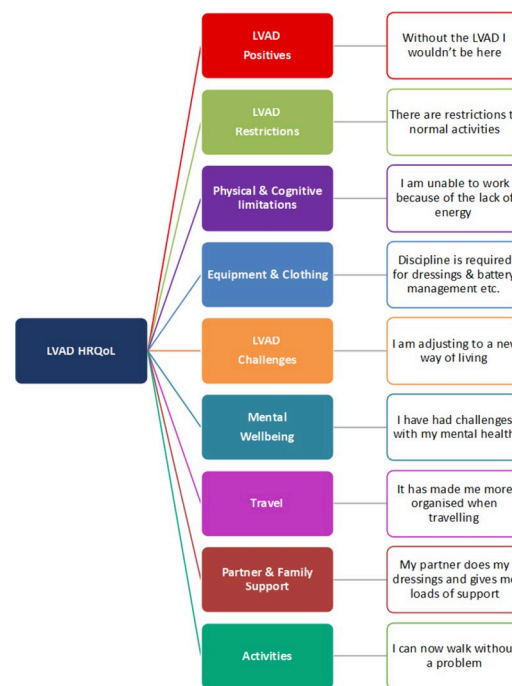 LVAD
Positives
Without the LVAD I
wouldn't be here
LVAD
Restrictions
There are restrictions t
normal activities
Physical & Cognitive
limitations
I am unable to work
because of the lack of
energy
Equipment & Clothing
Discipline is required
for dressings & battery
management etc.
LVAD HRQoL
LVAD
Challenges
I am adjusting to a new
way of living
Mental
Wellbeing
I have had challenges
with my mental health
Travel
It has made me more
organised when
travelling
Partner & Family
Support
My partner does my
dressings and gives me
loads of support
Activities
I can now walk without
a problem